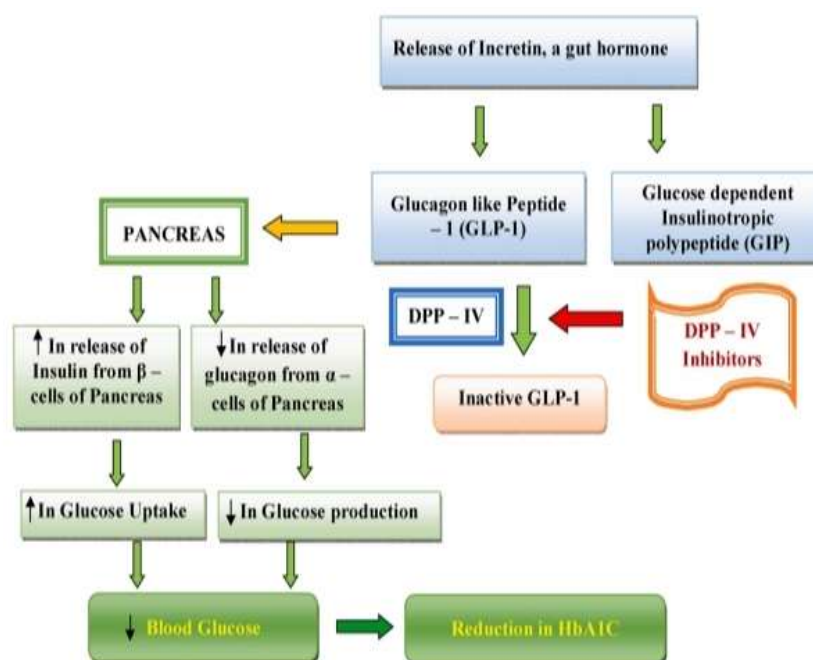 Release of Incretin, a gut hormone
Glucagon like Peptide
– 1 (GLP-1)
Glucose dependent
Insulinotropic
polypeptide (GIP)
PANCREAS
DPP – IV
DPP – IV
Inhibitors
↑ In release of
Insulin from β –
cells of Pancreas
↓ In release of
glucagon from α –
cells of Pancreas
Inactive GLP-1
↑ In Glucose Uptake
↓ In Glucose production
↓ Blood Glucose
Reduction in HbA1C